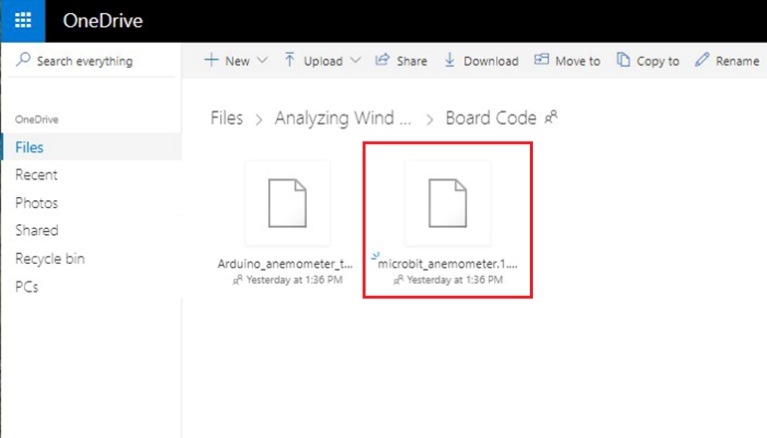 OneDrive
Search everything
New
Upload
Share
Download
Move to
Copy to
Rename
OneDrive
Files
Recent
Photos
Shared
Recycle bin
PCs
Files > Analyzing Wind ... > Board Code
Arduino_anemometer_t...
Yesterday at 1:36 PM
microbit_anemometer.1....
Yesterday at 1:36 PM